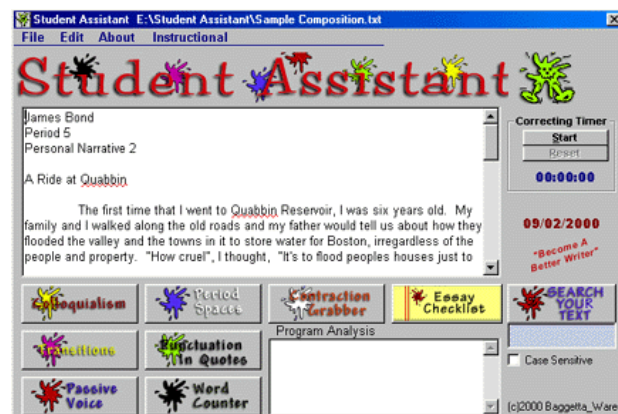 Student Assistant E:\Student Assistant\Sample Composition.txt
File Edit About Instructional
Student Assistant
James Bond
Period 5
Personal Narrative 2
A Ride at Quabbin
The first time that I went to Quabbin Reservoir, I was six years old. My
family and I walked along the old roads and my father would tell us about how they
flooded the valley and the towns in it to store water for Boston, irregardless of the
people and property. "How cruel", I thought, "It's to flood peoples houses just to
Correcting Timer
Start
Reset
00:00:00
09/02/2000
"Become A
Better Writer"
Colloquialism
Period
Spaces
Contraction
Grabber
Essay
Checklist
SEARCH
YOUR
TEXT
Transitions
Punctuation
In Quotes
Program Analysis
Case Sensitive
Passive
Voice
Word
Counter
(c)2000 Baggetta_Ware